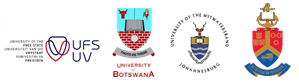 UNIVERSITY OF THE
FREE STATE
UNIVERSITEIT VAN DIE
VRYSTAAT
YUNIVESITHI YA
FREISTATA
UFS
UV
UNIVERSITY
OF
BOTSWANA
UNIVERSITY OF THE WITWATERSRAND
JOHANNESBURG